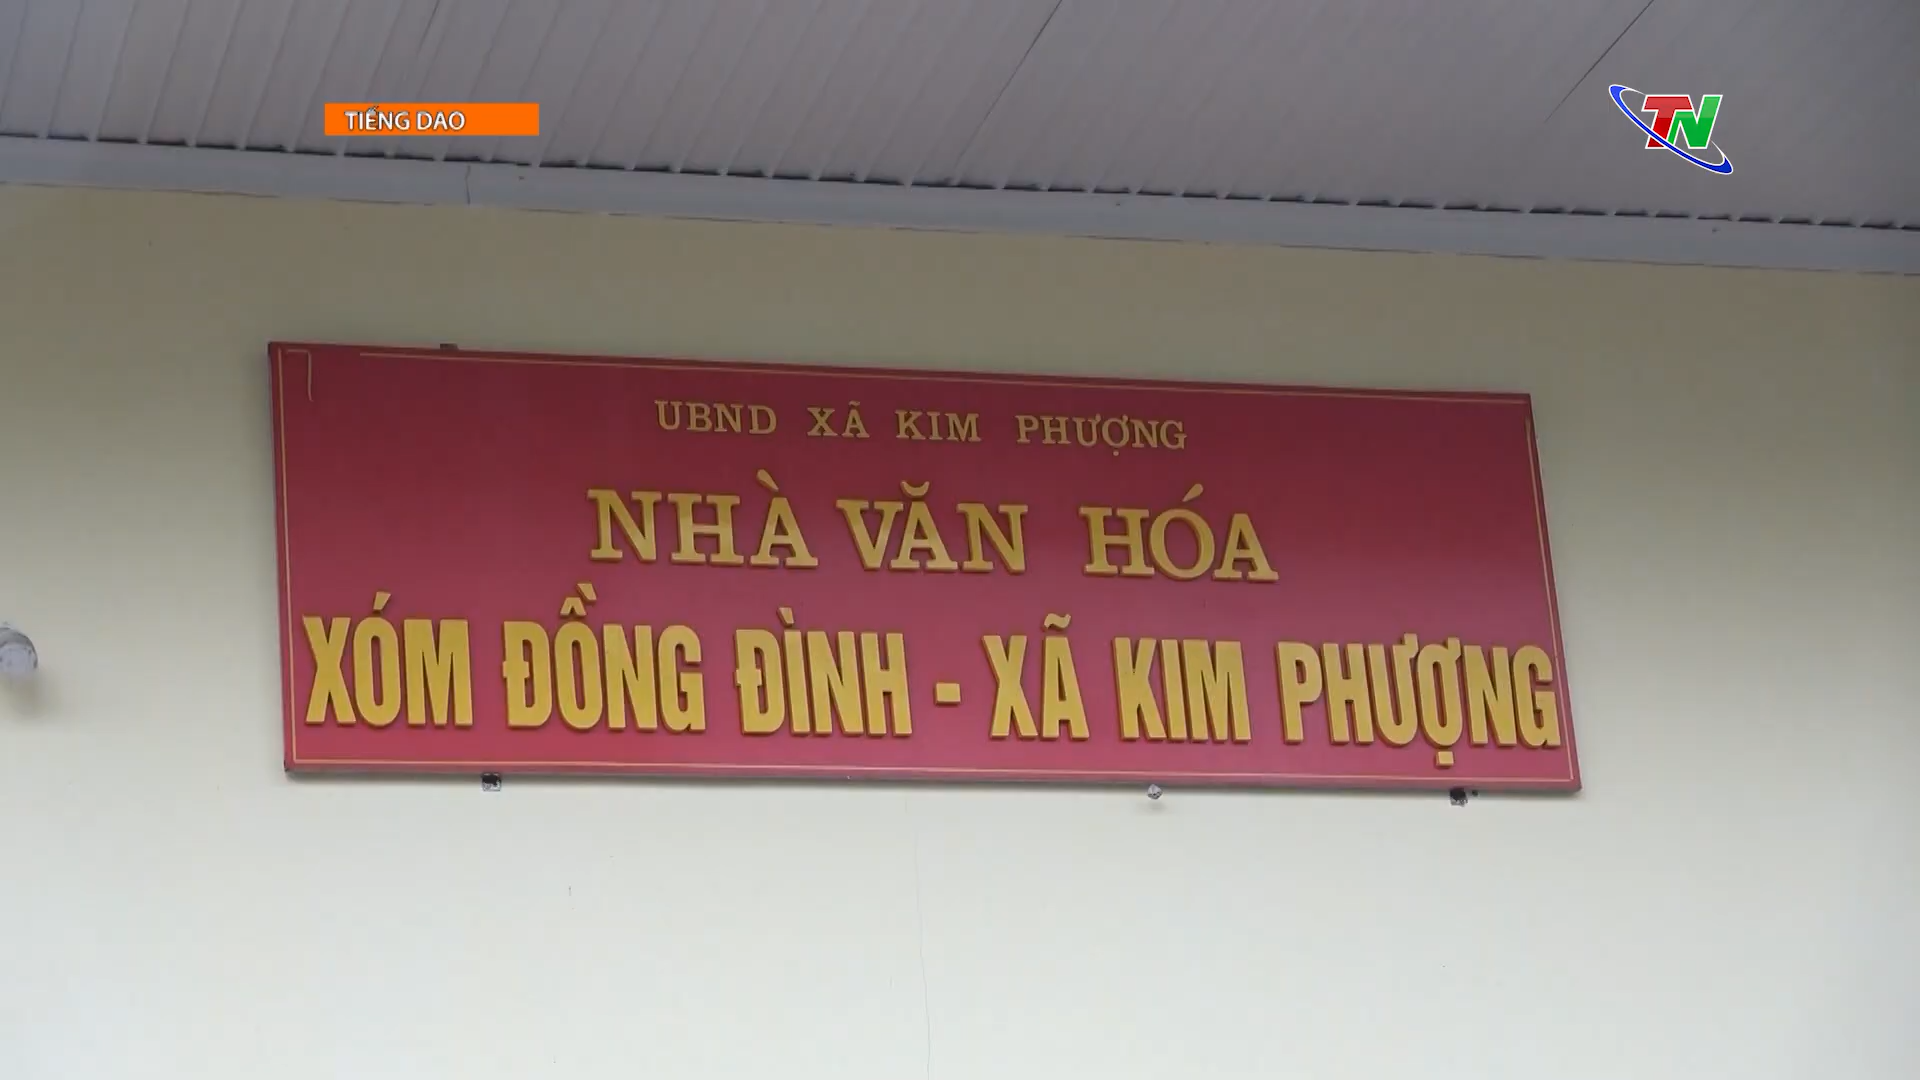 TIẾNG DAO
TN
UBND XÃ KIM PHƯỢNG
NHÀ VĂN HÓA
XÓM ĐỒNG ĐÌNH - XÃ KIM PHƯỢNG